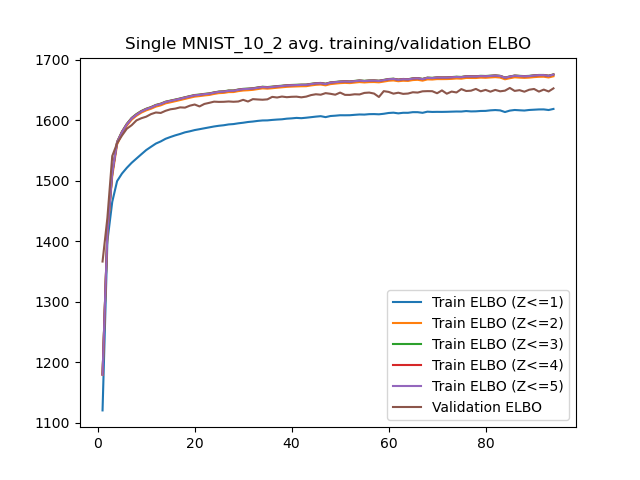 Single MNIST_10_2 avg. training/validation ELBO
1700
1600
1500
1400
1300
1200
1100
0 20 40 60 80
Train ELBO (Z<=1)
Train ELBO (Z<=2)
Train ELBO (Z<=3)
Train ELBO (Z<=4)
Train ELBO (Z<=5)
Validation ELBO